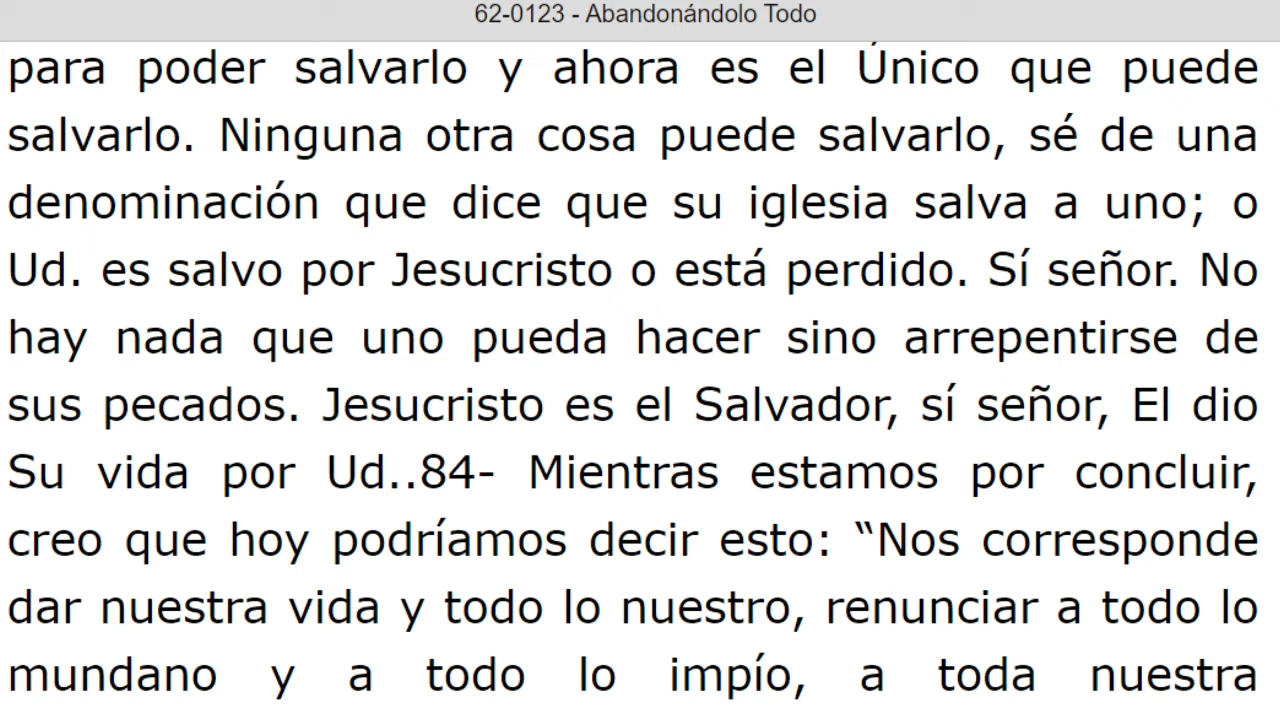 62-0123 - Abandonándolo Todo
para poder salvarlo y ahora es el Único que puede
salvarlo. Ninguna otra cosa puede salvarlo, sé de una
denominación que dice que su iglesia salva a uno; o
Ud. es salvo por Jesucristo o está perdido. Sí señor. No
hay nada que uno pueda hacer sino arrepentirse de
sus pecados. Jesucristo es el Salvador, sí señor, El dio
Su vida por Ud..84- Mientras estamos por concluir,
creo que hoy podríamos decir esto: “Nos corresponde
dar nuestra vida y todo lo nuestro, renunciar a todo lo
mundano y a todo lo impío, a toda nuestra